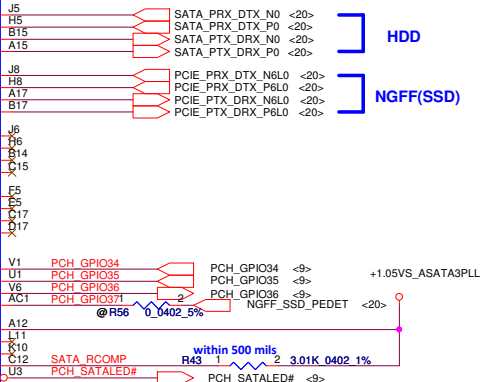 J5 SATA_PRX_DTX_N0 <20>
H5 SATA_PRX_DTX_P0 <20>
HDD
B15 SATA_PTX_DRX_N0 <20>
A15 SATA_PTX_DRX_P0 <20>
J8 PCIE_PRX_DTX_N6L0 <20>
H8 PCIE_PRX_DTX_P6L0 <20>
NGFF(SSD)
A17 PCIE_PTX_DRX_N6L0 <20>
B17 PCIE_PTX_DRX_P6L0 <20>
J6
H6
B14
C15
F5
E5
C17
D17
V1 PCH_GPIO34 PCH_GPIO34 <9>
U1 PCH_GPIO35 PCH_GPIO35 <9>
+1.05VS_ASATA3PLL
V6 PCH_GPIO36 PCH_GPIO36 <9>
AC1 PCH_GPIO37 1 2 NGFF_SSD_PEDET <20>
@ R56 0_0402_5%
A12
L11
K10
within 500 mils
C12 SATA_RCOMP R43 1 2 3.01K_0402_1%
U3 PCH_SATALED# PCH_SATALED# <9>